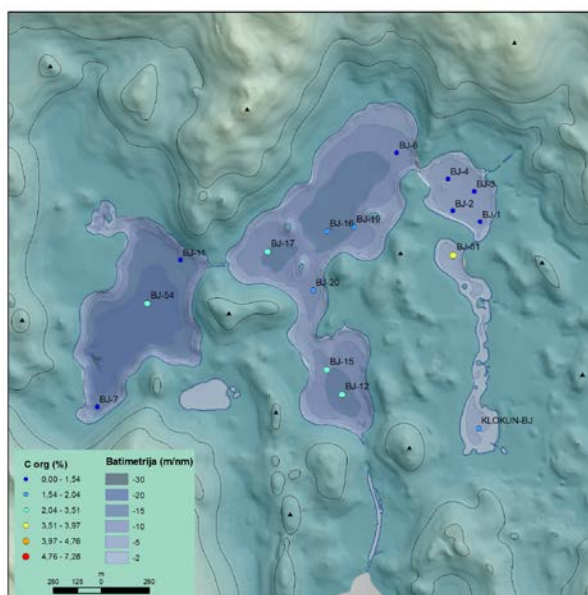 BJ-6
BJ-4
BJ-3
BJ-2
BJ-1
BJ-16
BJ-19
BJ-17
BJ-51
BJ-11
BJ-20
BJ-54
BJ-15
BJ-12
BJ-7
KLOKUN-BJ
C org (%)
0,00 - 1,54
1,54 - 2,04
2,04 - 3,51
3,51 - 3,97
3,97 - 4,76
4,76 - 7,28
Batimetrija (m/nm)
-30
-20
-15
-10
-5
-2
m
250 125 0 250